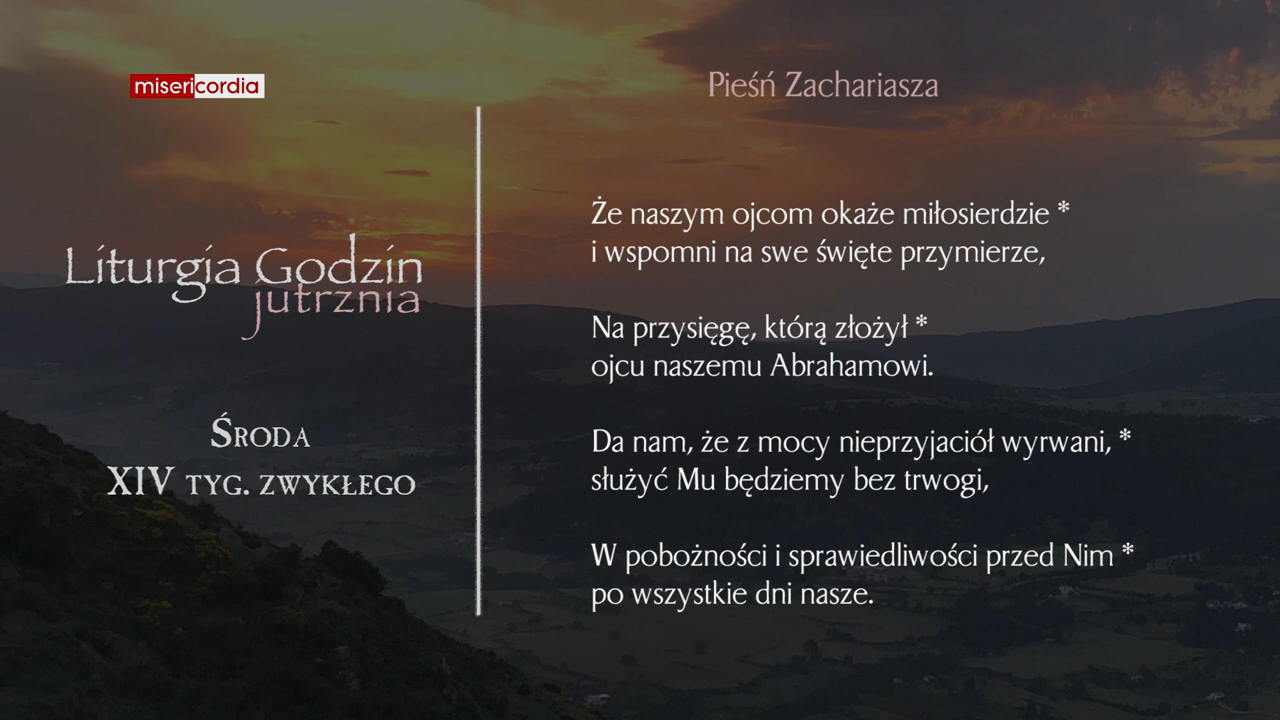 misericordia
Liturgia Godzin
jutrznia
Środa
XIV tyg. zwykłego
Pieśń Zachariasza
Że naszym ojcom okaże miłosierdzie *
i wspomni na swe święte przymierze,
Na przysięgę, którą złożył *
ojcu naszemu Abrahamowi.
Da nam, że z mocy nieprzyjaciół wyrwani, *
służyć Mu będziemy bez trwogi,
W pobożności i sprawiedliwości przed Nim *
po wszystkie dni nasze.